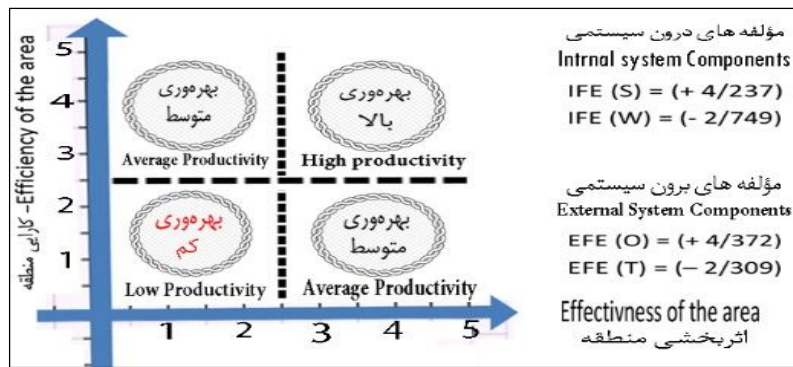 کارایی منطقه –Efficiency of the area
5
4
3
2
1
بهره‌وری
متوسط
Average Productivity
بهره‌وری
بالا
High productivity
بهره‌وری
کم
Low Productivity
بهره‌وری
متوسط
Average Productivity
1 2 3 4 5
مؤلفه های درون سیستمی
Intrnal system Components
IFE (S) = (+ 4/237)
IFE (W) = (- 2/749)
مؤلفه های برون سیستمی
External System Components
EFE (O) = (+ 4/372)
EFE (T) = (– 2/309)
Effectivness of the area
اثربخشی منطقه